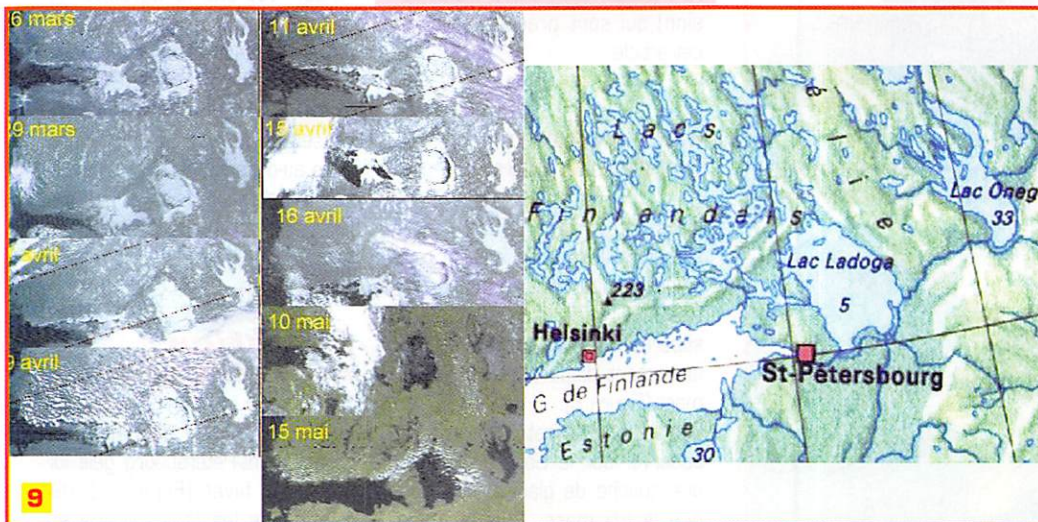 6 mars
11 avril
9 mars
15 avril
avril
16 avril
9 avril
10 mai
15 mai
9
Lacs
Finlandais
é l i e
Lac Onega
33
Lac Ladoga
5
223
Helsinki
St-Pétersbourg
G. de Finlande
Estonie
30